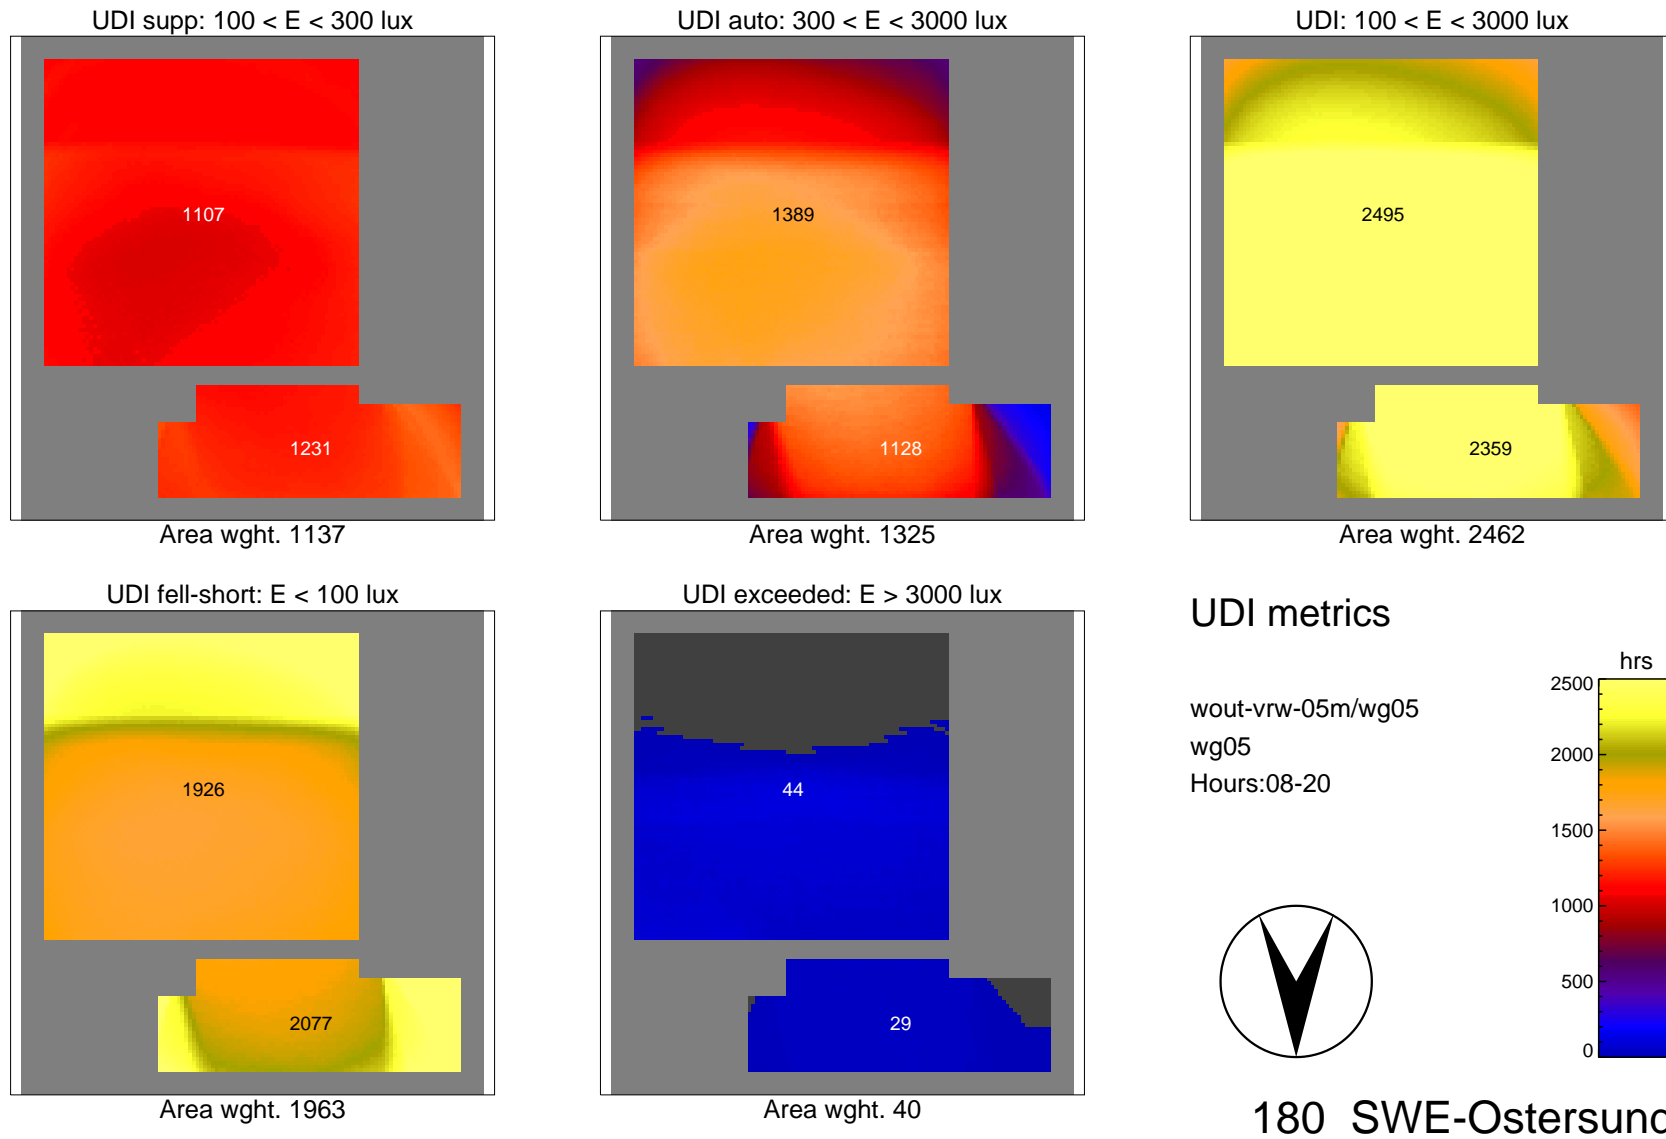 UDI supp: 100 < E < 300 lux
UDI auto: 300 < E < 3000 lux
UDI: 100 < E < 3000 lux
1107
1389
2495
1231
1128
2359
Area wght. 1137
Area wght. 1325
Area wght. 2462
UDI fell-short: E < 100 lux
UDI exceeded: E > 3000 lux
UDI metrics
hrs
2500
wout-vrw-05m/wg05
wg05
2000
Hours:08-20
1926
44
1500
1000
2077
29
500
0
Area wght. 1963
Area wght. 40
180 SWE-Ostersund